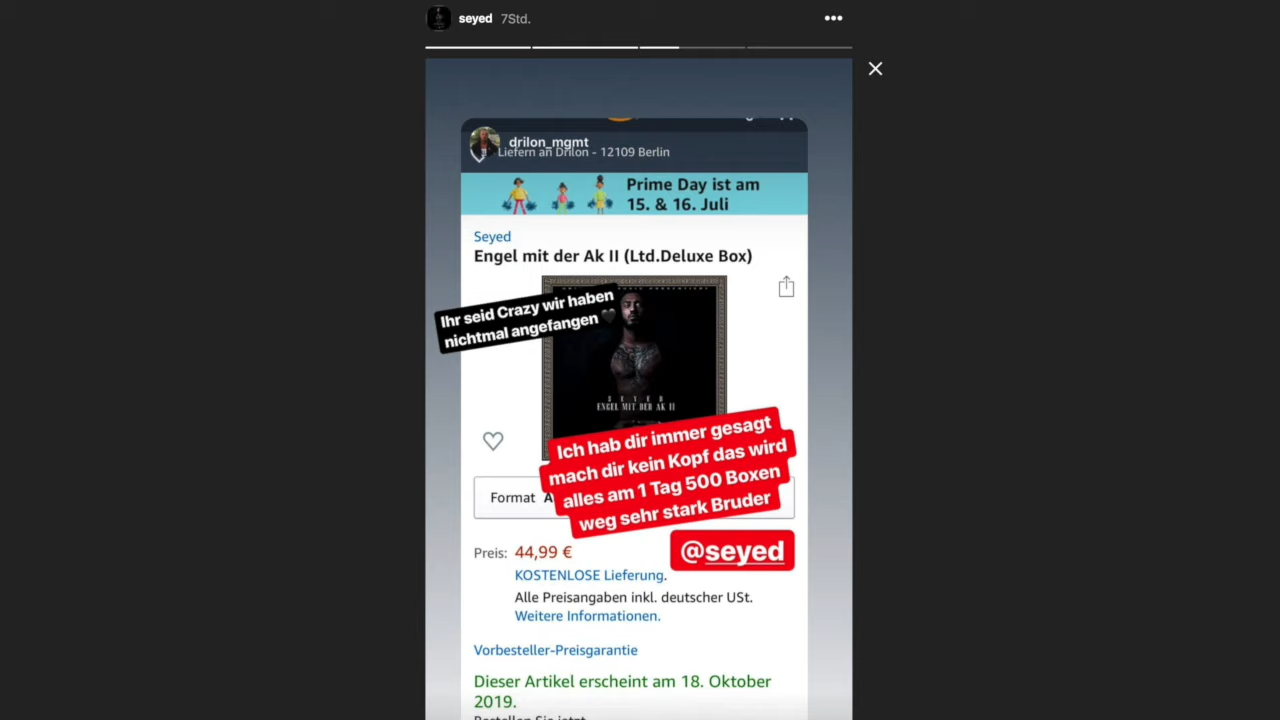 seyed 7Std.
drilon_mgmt
Liefern an Drilon - 12109 Berlin
Prime Day ist am
15. & 16. Juli
Seyed
Engel mit der Ak II (Ltd.Deluxe Box)
Ihr seid Crazy wir haben
nichtmal angefangen 🖤
SEYED
ENGEL MIT DER AK II
Ich hab dir immer gesagt
mach dir kein Kopf das wird
alles am 1 Tag 500 Boxen
weg sehr stark Bruder
Format
@seyed
Preis: 44,99 €
KOSTENLOSE Lieferung.
Alle Preisangaben inkl. deutscher USt.
Weitere Informationen.
Vorbesteller-Preisgarantie
Dieser Artikel erscheint am 18. Oktober
2019.
Bestellen Sie jetzt